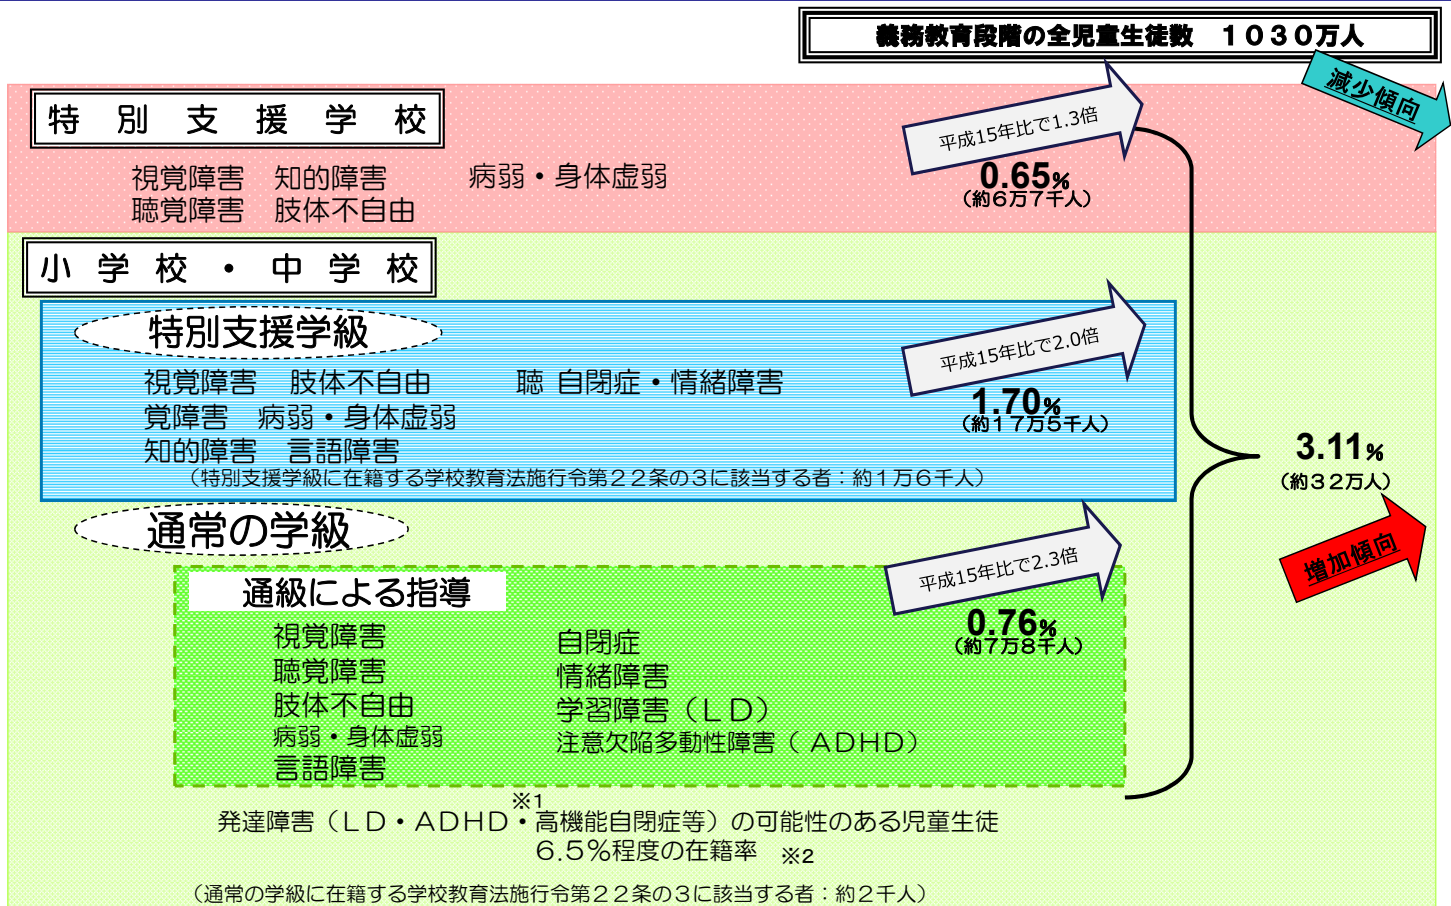 義務教育段階の全児童生徒数　１０３０万人
減少傾向
特別支援学校
平成15年比で1.3倍
視覚障害　知的障害　病弱・身体虚弱
聴覚障害　肢体不自由
0.65%
（約６万７千人）
小学校・中学校
特別支援学級
平成15年比で2.0倍
視覚障害　肢体不自由　聴 自閉症・情緒障害
覚障害　病弱・身体虚弱
知的障害　言語障害
1.70%
（約１７万５千人）
（特別支援学級に在籍する学校教育法施行令第２２条の３に該当する者：約１万６千人）
3.11%
（約３２万人）
増加傾向
通常の学級
平成15年比で2.3倍
通級による指導
0.76%
（約７万８千人）
視覚障害　自閉症
聴覚障害　情緒障害
肢体不自由　学習障害（ＬＤ）
病弱・身体虚弱　注意欠陥多動性障害（ ＡＤＨＤ）
言語障害
※1
発達障害（ＬＤ・ＡＤＨＤ・高機能自閉症等）の可能性のある児童生徒
６.５％程度の在籍率　※2
（通常の学級に在籍する学校教育法施行令第２２条の３に該当する者：約２千人）